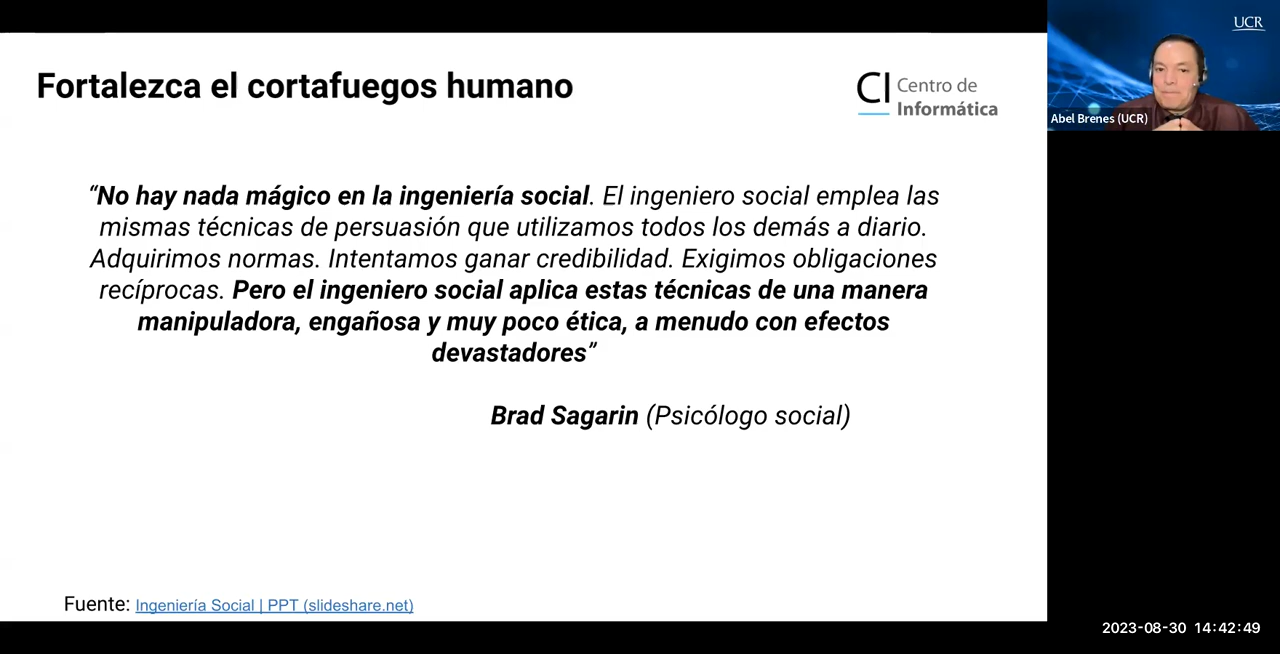 Fortalezca el cortafuegos humano
CI Centro de
Informática
“No hay nada mágico en la ingeniería social. El ingeniero social emplea las
mismas técnicas de persuasión que utilizamos todos los demás a diario.
Adquirimos normas. Intentamos ganar credibilidad. Exigimos obligaciones
recíprocas. Pero el ingeniero social aplica estas técnicas de una manera
manipuladora, engañosa y muy poco ética, a menudo con efectos
devastadores”
Brad Sagarin (Psicólogo social)
Fuente: Ingeniería Social | PPT (slideshare.net)
UCR
Abel Brenes (UCR)
2023-08-30 14:42:49